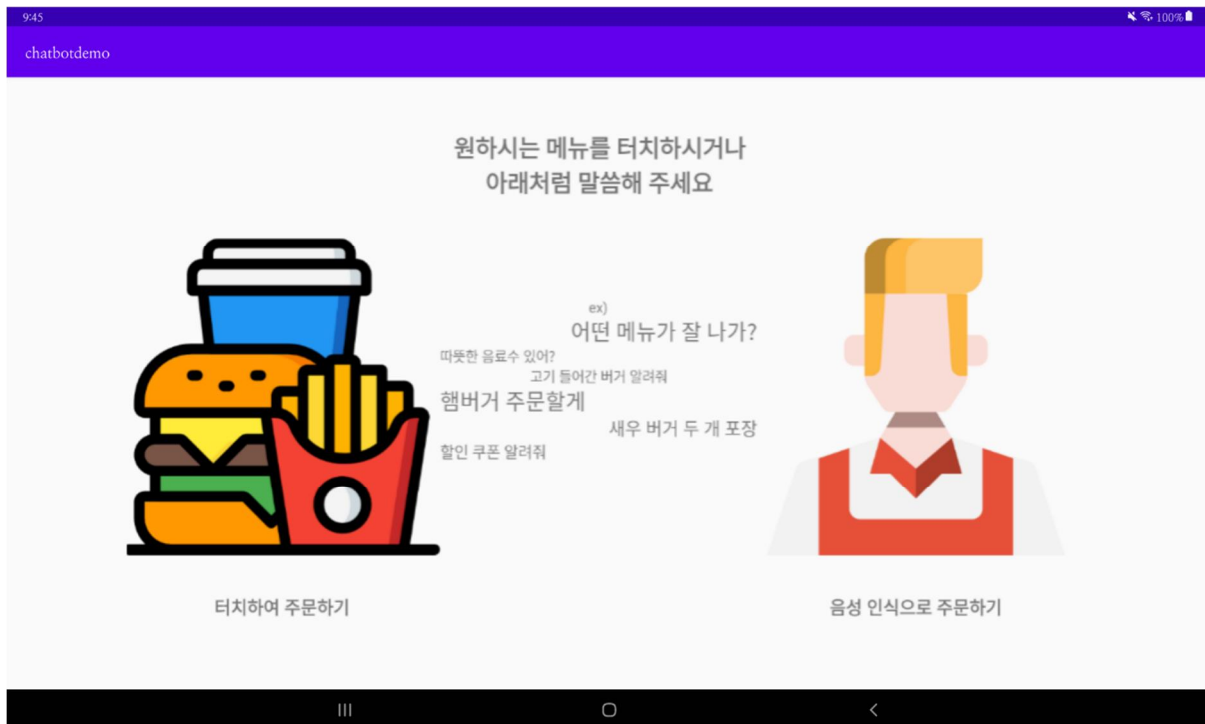 9:45
100%
chatbotdemo
원하시는 메뉴를 터치하시거나
아래처럼 말씀해 주세요
ex)
어떤 메뉴가 잘 나가?
따뜻한 음료수 있어?
고기 들어간 버거 알려줘
햄버거 주문할게
새우 버거 두 개 포장
할인 쿠폰 알려줘
터치하여 주문하기
음성 인식으로 주문하기